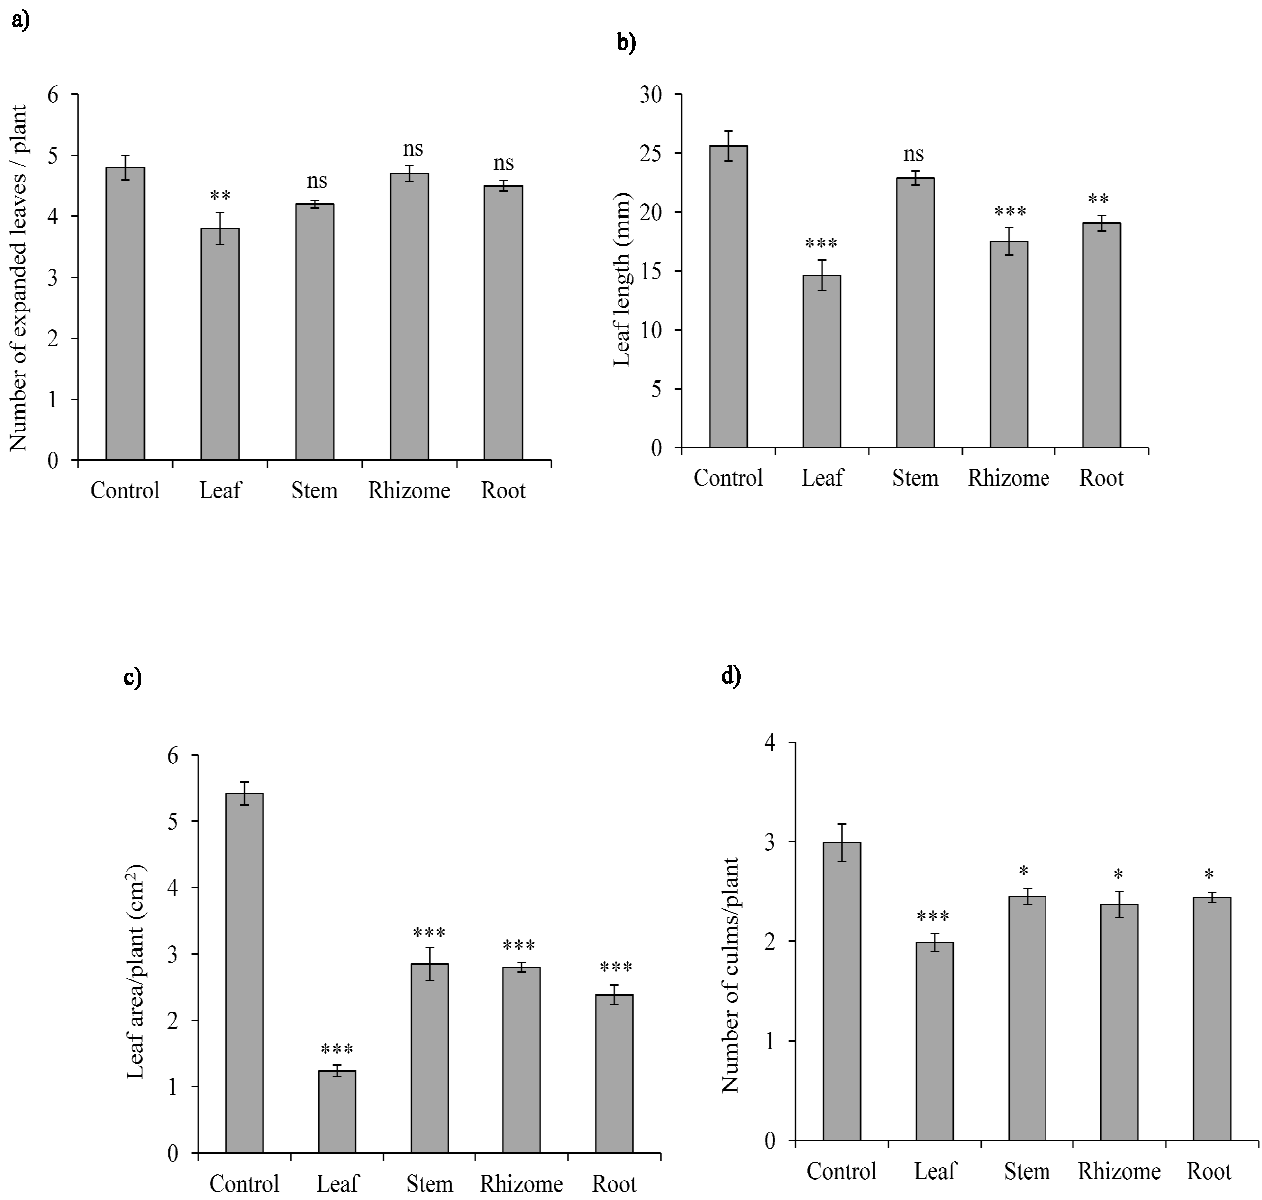 a)
Number of expanded leaves / plant
6
5
4
3
2
1
0
**
ns
ns
ns
Control Leaf Stem Rhizome Root
b)
Leaf length (mm)
30
25
20
15
10
5
0
***
ns
***
**
Control Leaf Stem Rhizome Root
c)
Leaf area/plant (cm²)
6
5
4
3
2
1
0
***
***
***
***
Control Leaf Stem Rhizome Root
d)
Number of culms/plant
4
3
2
1
0
***
*
*
*
Control Leaf Stem Rhizome Root